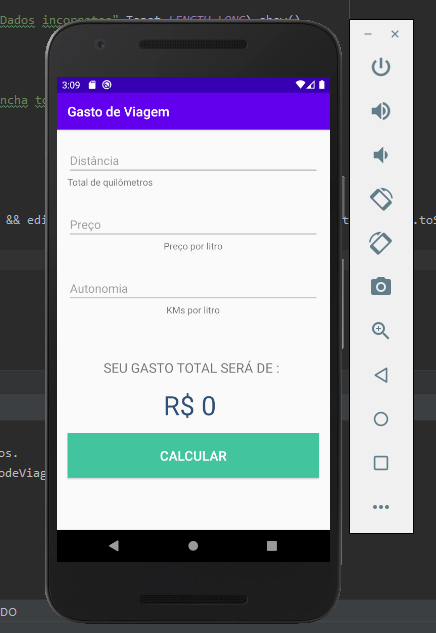 Dados incorretos",Toast.LENGTH_LONG).show()
3:09
Gasto de Viagem
ncha to
Distância
Total de quilômetros
&& edi
.toS
Preço
Preço por litro
Autonomia
KMs por litro
SEU GASTO TOTAL SERÁ DE :
R$ 0
CALCULAR
os.
odeViag
DO